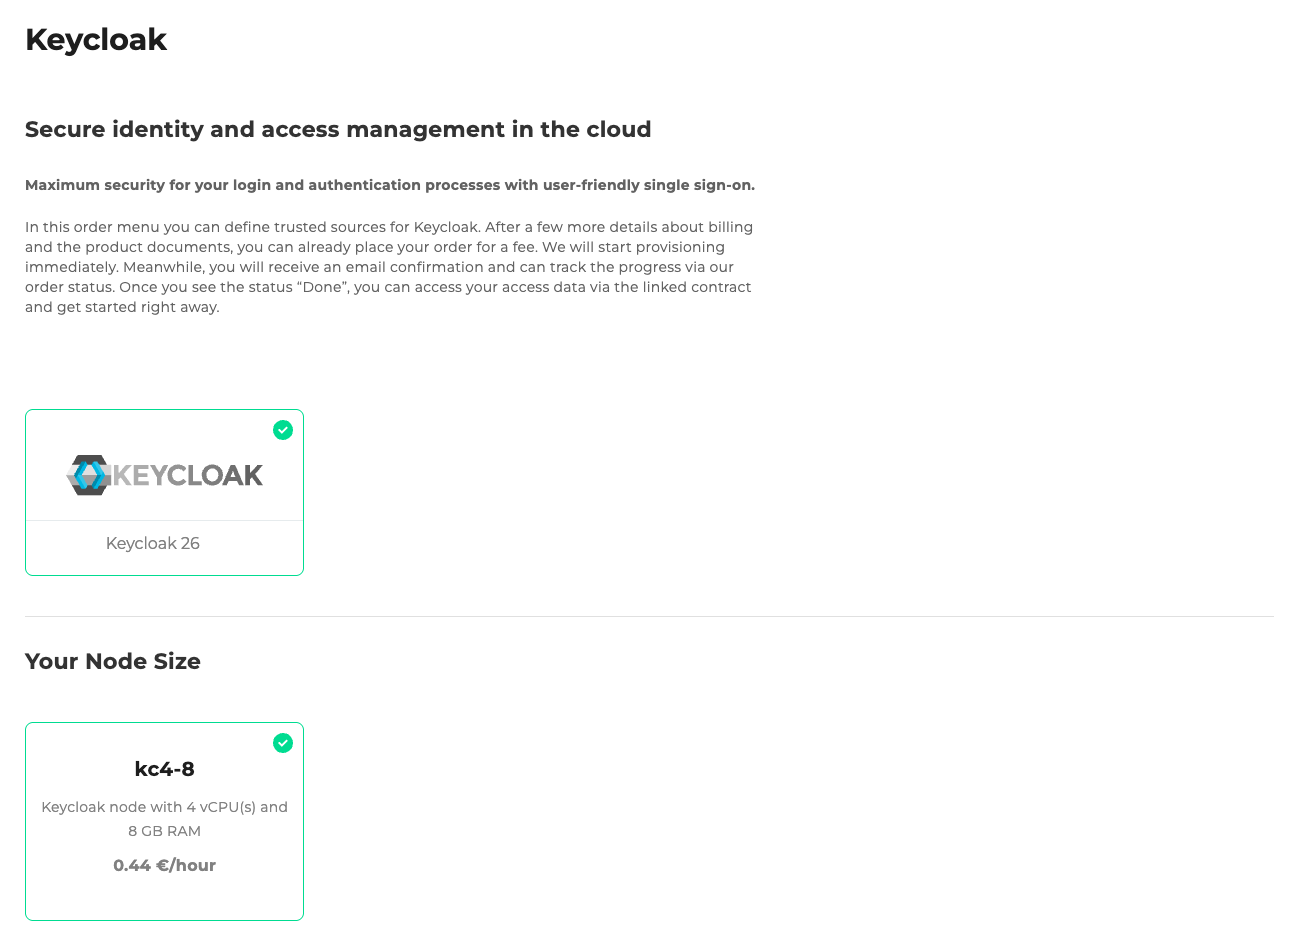 Keycloak
Secure identity and access management in the cloud
Maximum security for your login and authentication processes with user-friendly single sign-on.
In this order menu you can define trusted sources for Keycloak. After a few more details about billing
and the product documents, you can already place your order for a fee. We will start provisioning
immediately. Meanwhile, you will receive an email confirmation and can track the progress via our
order status. Once you see the status “Done”, you can access your access data via the linked contract
and get started right away.
KEYCLOAK
Keycloak 26
Your Node Size
kc4-8
Keycloak node with 4 vCPU(s) and
8 GB RAM
0.44 €/hour